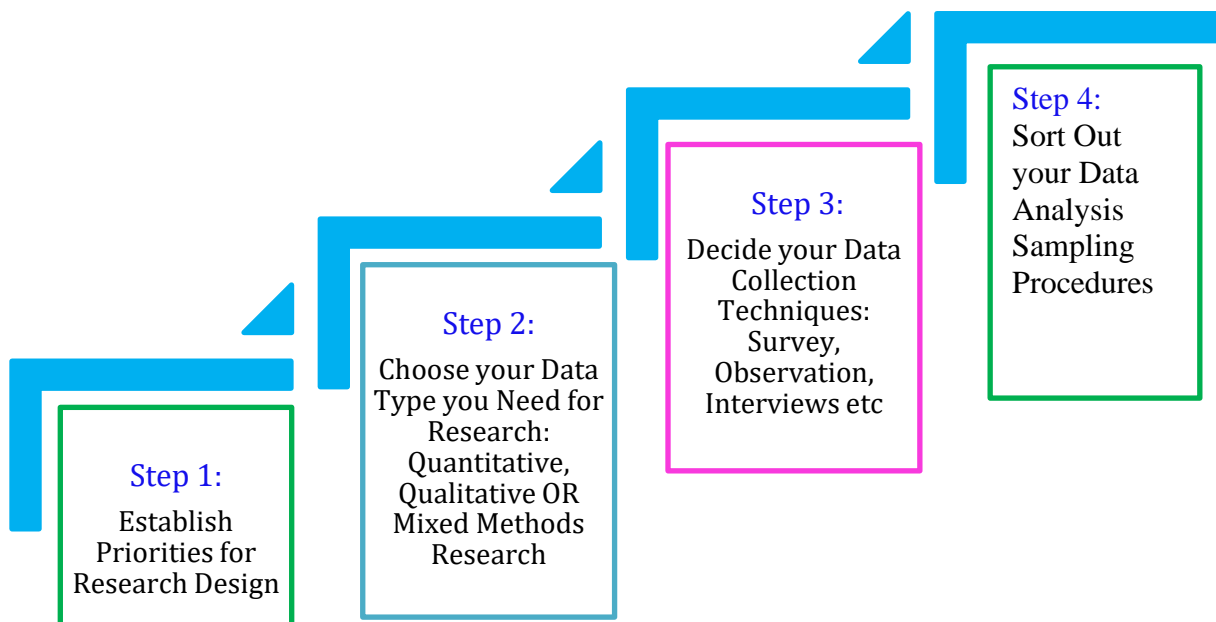 Step 1:
Establish
Priorities for
Research Design
Step 2:
Choose your Data
Type you Need for
Research:
Quantitative,
Qualitative OR
Mixed Methods
Research
Step 3:
Decide your Data
Collection
Techniques:
Survey,
Observation,
Interviews etc
Step 4:
Sort Out
your Data
Analysis
Sampling
Procedures